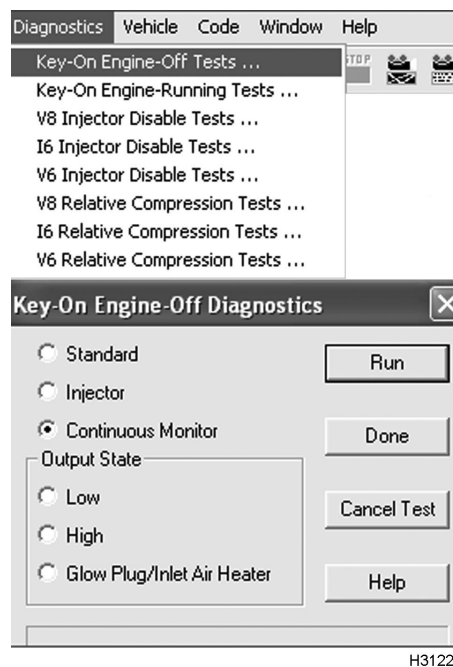 Diagnostics Vehicle Code Window Help
Key-On Engine-Off Tests ...
STOP
Key-On Engine-Running Tests ...
V8 Injector Disable Tests ...
I6 Injector Disable Tests ...
V6 Injector Disable Tests ...
V8 Relative Compression Tests ...
I6 Relative Compression Tests ...
V6 Relative Compression Tests ...
Key-On Engine-Off Diagnostics
Standard
Run
Injector
Continuous Monitor
Done
Output State
Low
Cancel Test
High
Glow Plug/Inlet Air Heater
Help
H3122